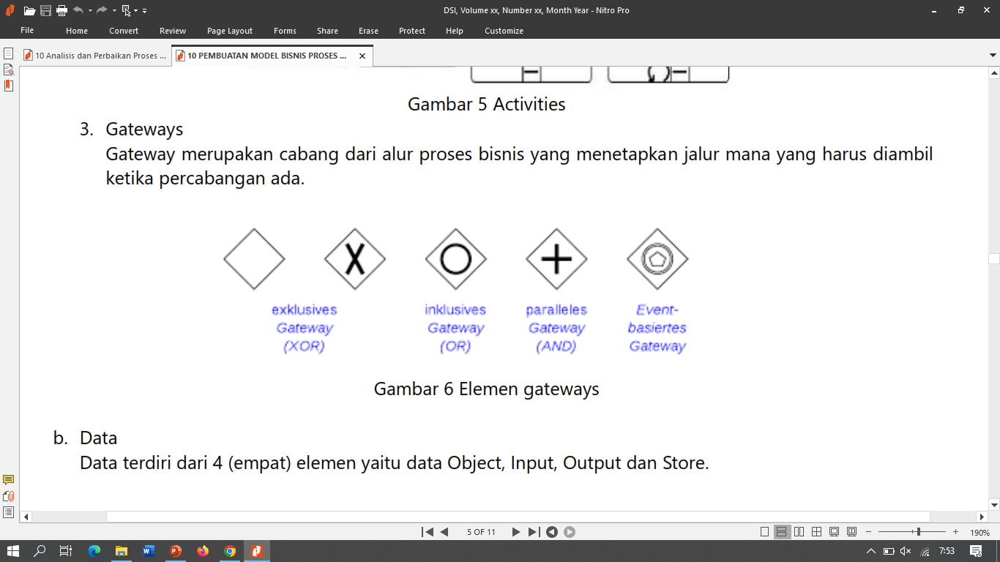 DSI, Volume xx, Number xx, Month Year - Nitro Pro
File Home Convert Review Page Layout Forms Share Erase Protect Help Customize
10 Analisis dan Perbaikan Proses ... 10 PEMBUATAN MODEL BISNIS PROSES ...
Gambar 5 Activities
3. Gateways
Gateway merupakan cabang dari alur proses bisnis yang menetapkan jalur mana yang harus diambil
ketika percabangan ada.
exklusives Gateway (XOR)
inklusives Gateway (OR)
paralleles Gateway (AND)
Event-basiertes Gateway
Gambar 6 Elemen gateways
b. Data
Data terdiri dari 4 (empat) elemen yaitu data Object, Input, Output dan Store.
5 OF 11
190%
7:53